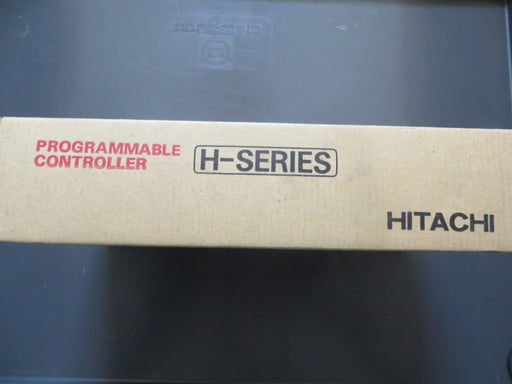 PROGRAMMABLE
CONTROLLER
H-SERIES
HITACHI